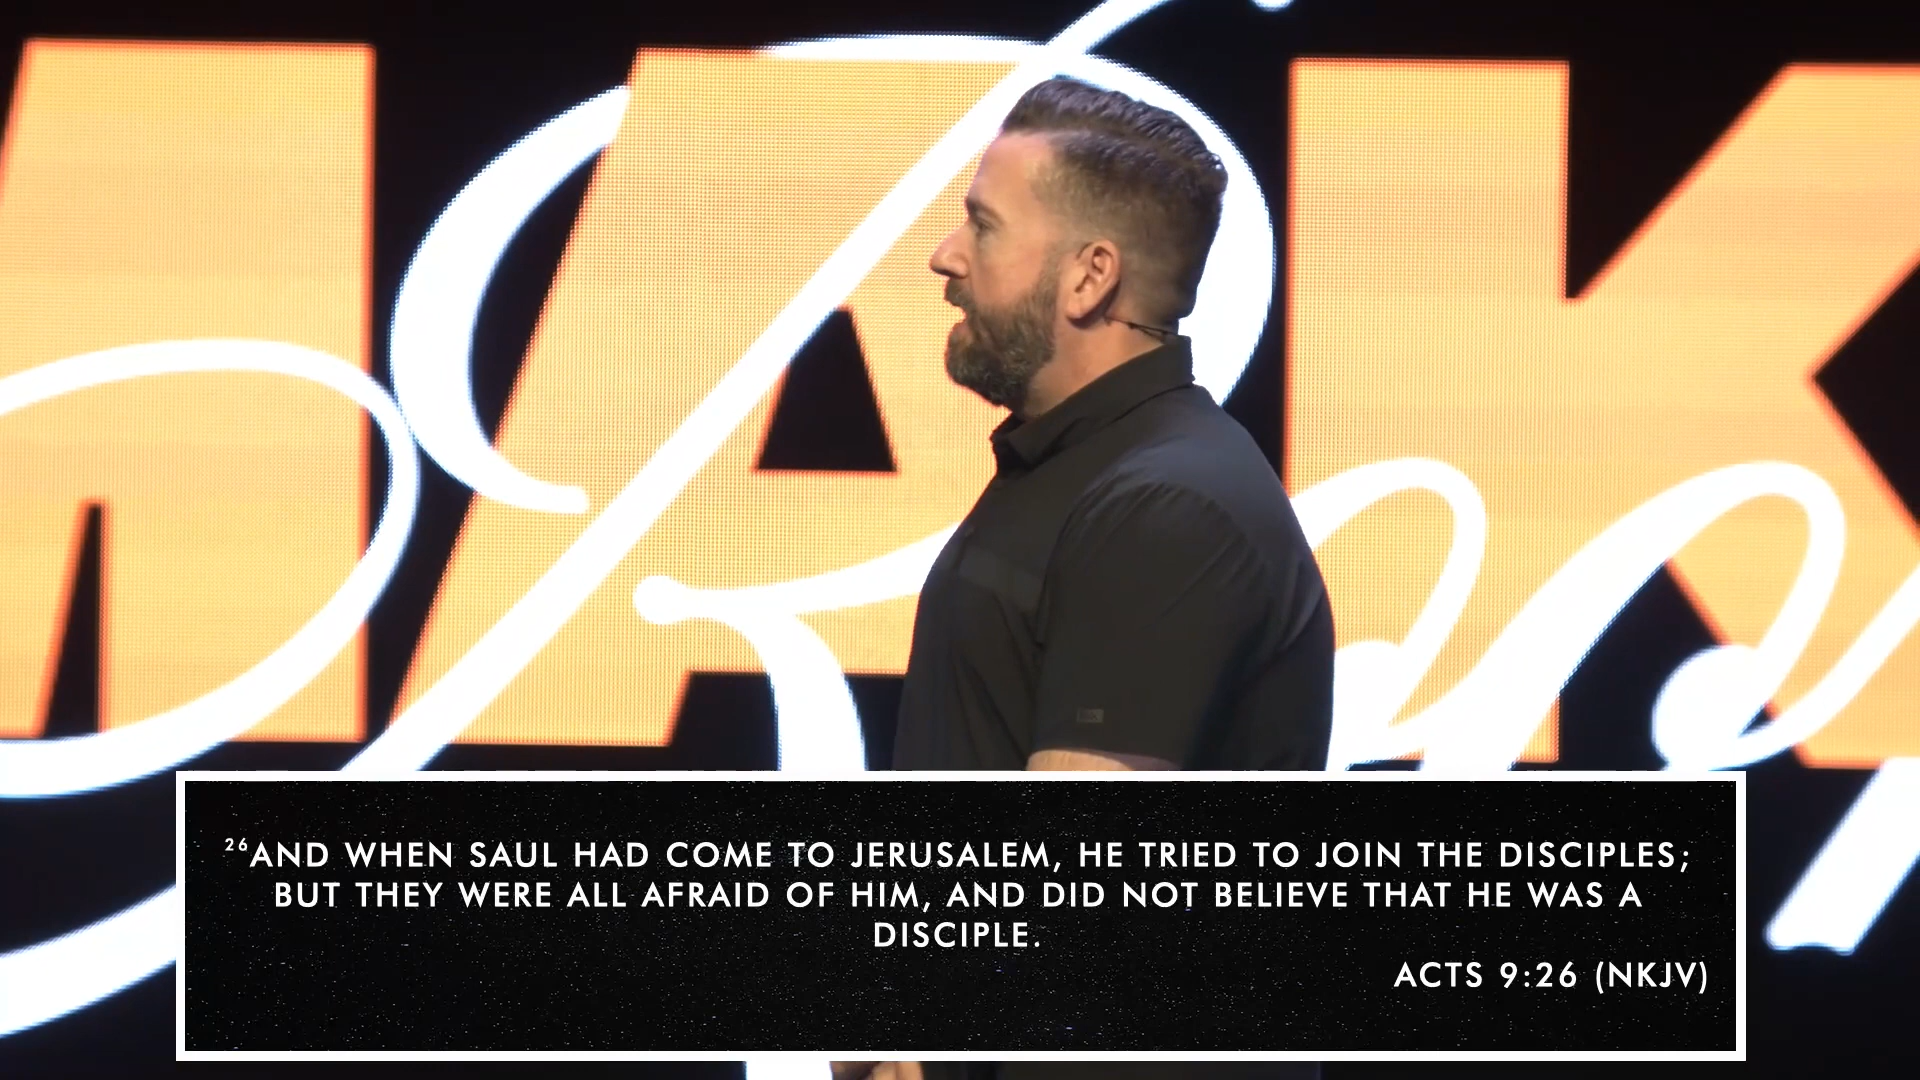 MAK
²⁶AND WHEN SAUL HAD COME TO JERUSALEM, HE TRIED TO JOIN THE DISCIPLES;
BUT THEY WERE ALL AFRAID OF HIM, AND DID NOT BELIEVE THAT HE WAS A
DISCIPLE.
ACTS 9:26 (NKJV)